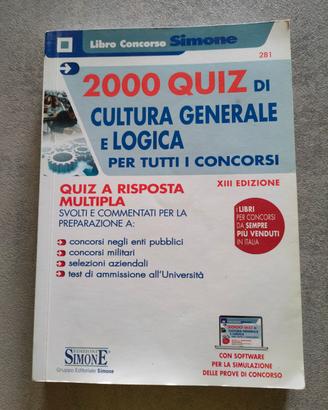 Libro Concorso Simone
281
2000 QUIZ DI
CULTURA GENERALE
E LOGICA
PER TUTTI I CONCORSI
XIII EDIZIONE
QUIZ A RISPOSTA
MULTIPLA
SVOLTI E COMMENTATI PER LA
PREPARAZIONE A:
concorsi negli enti pubblici
concorsi militari
selezioni aziendali
test di ammissione all'Università
I LIBRI
PER CONCORSI
DA SEMPRE
PIÙ VENDUTI
IN ITALIA
EDIZIONI
SIMONE
Gruppo Editoriale Simone
CON SOFTWARE
PER LA SIMULAZIONE
DELLE PROVE DI CONCORSO